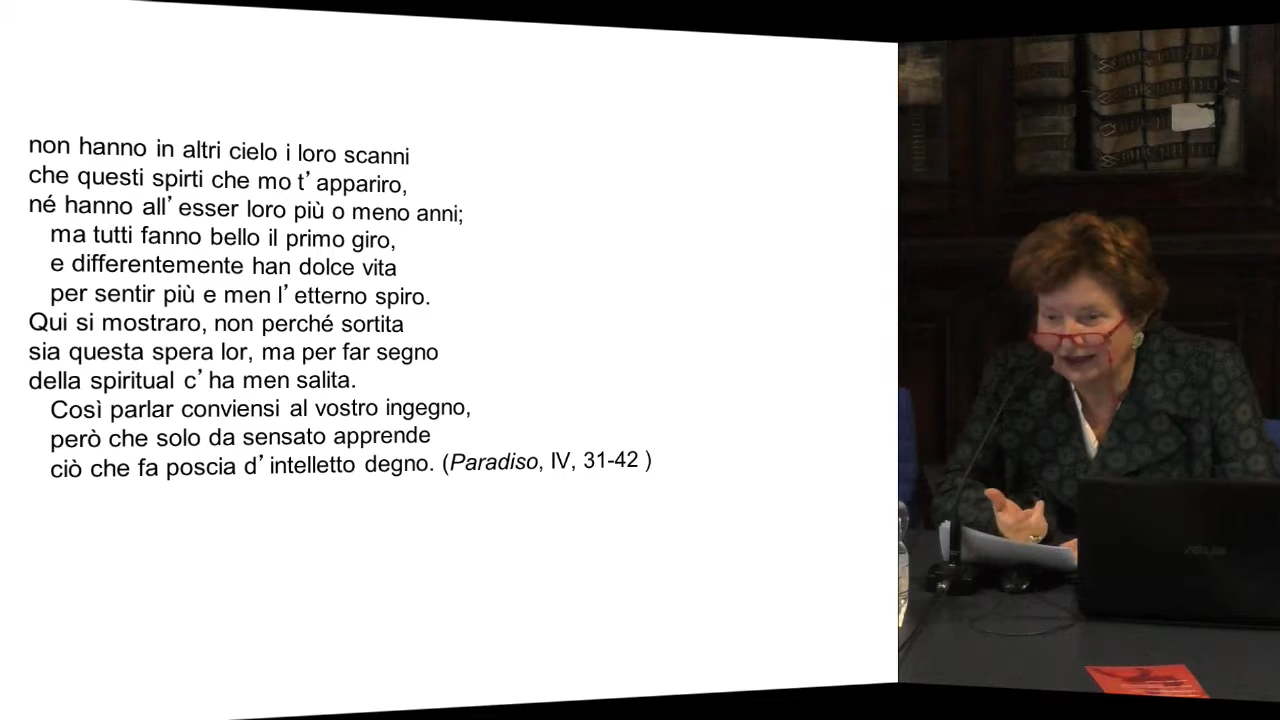 non hanno in altri cielo i loro scanni
che questi spirti che mo t’ appariro,
né hanno all’ esser loro più o meno anni;
ma tutti fanno bello il primo giro,
e differentemente han dolce vita
per sentir più e men l’ etterno spiro.
Qui si mostraro, non perché sortita
sia questa spera lor, ma per far segno
della spiritual c’ ha men salita.
Così parlar conviensi al vostro ingegno,
però che solo da sensato apprende
ciò che fa poscia d’ intelletto degno. (Paradiso, IV, 31-42 )
ASUS